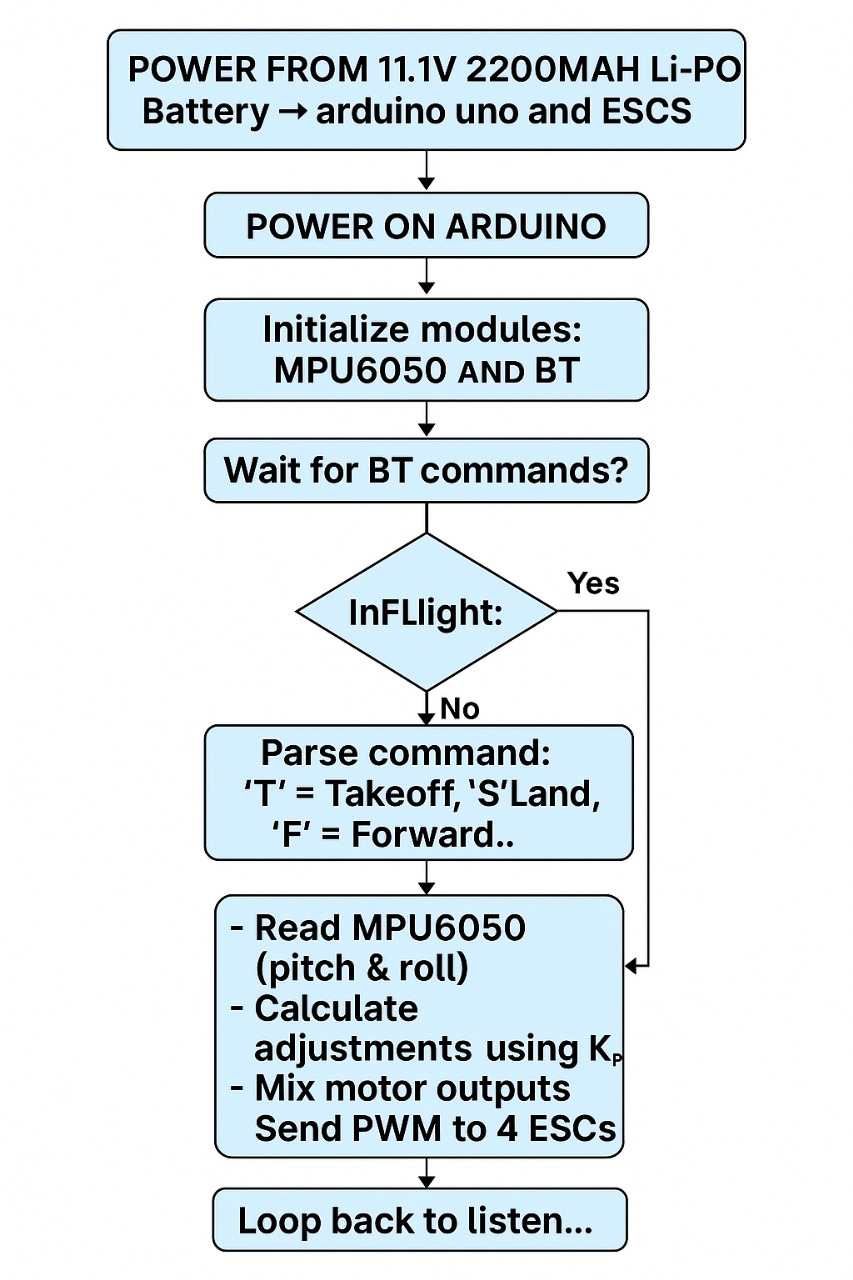 POWER FROM 11.1V 2200MAH Li-PO
Battery → arduino uno and ESCS
POWER ON ARDUINO
Initialize modules:
MPU6050 AND BT
Wait for BT commands?
InFLlight:
Yes
No
Parse command:
‘T’ = Takeoff, ‘S’Land,
‘F’ = Forward..
- Read MPU6050
(pitch & roll)
- Calculate
adjustments using Kₚ
- Mix motor outputs
Send PWM to 4 ESCs
Loop back to listen...